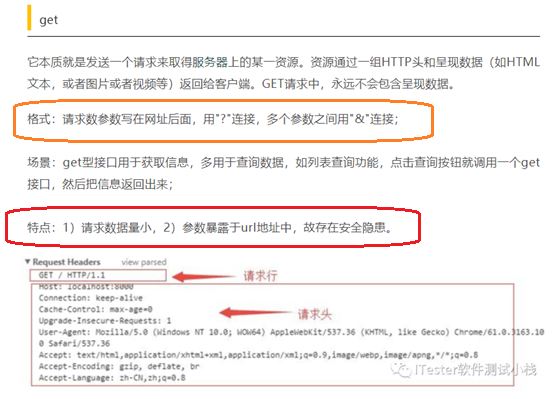 get
它本质就是发送一个请求来取得服务器上的某一资源。资源通过一组HTTP头和呈现数据（如HTML
文本，或者图片或者视频等）返回给客户端。GET请求中，永远不会包含呈现数据。
格式：请求数参数写在网址后面，用"?"连接，多个参数之间用"&"连接；
场景：get型接口用于获取信息，多用于查询数据，如列表查询功能，点击查询按钮就调用一个get
接口，然后把信息返回出来；
特点：1）请求数据量小，2）参数暴露于url地址中，故存在安全隐患。
▼ Request Headers view parsed
GET / HTTP/1.1 请求行
Host: localhost:8000
Connection: keep-alive
Cache-Control: max-age=0 请求头
Upgrade-Insecure-Requests: 1
User-Agent: Mozilla/5.0 (Windows NT 10.0; WOW64) AppleWebKit/537.36 (KHTML, like Gecko) Chrome/61.0.3163.10
0 Safari/537.36
Accept: text/html,application/xhtml+xml,application/xml;q=0.9,image/webp,image/apng,*/*;q=0.8
Accept-Encoding: gzip, deflate, br
Accept-Language: zh-CN,zh;q=0.8
ITester软件测试小栈